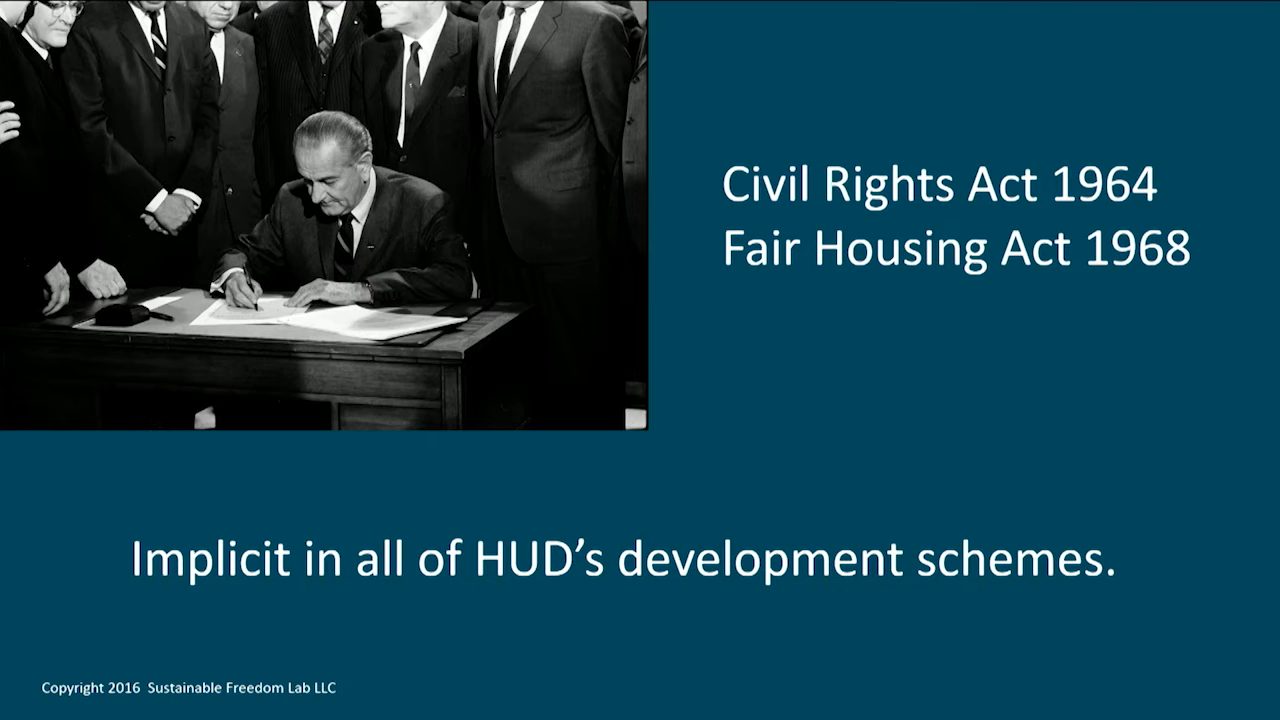 Civil Rights Act 1964
Fair Housing Act 1968
Implicit in all of HUD’s development schemes.
Copyright 2016 Sustainable Freedom Lab LLC